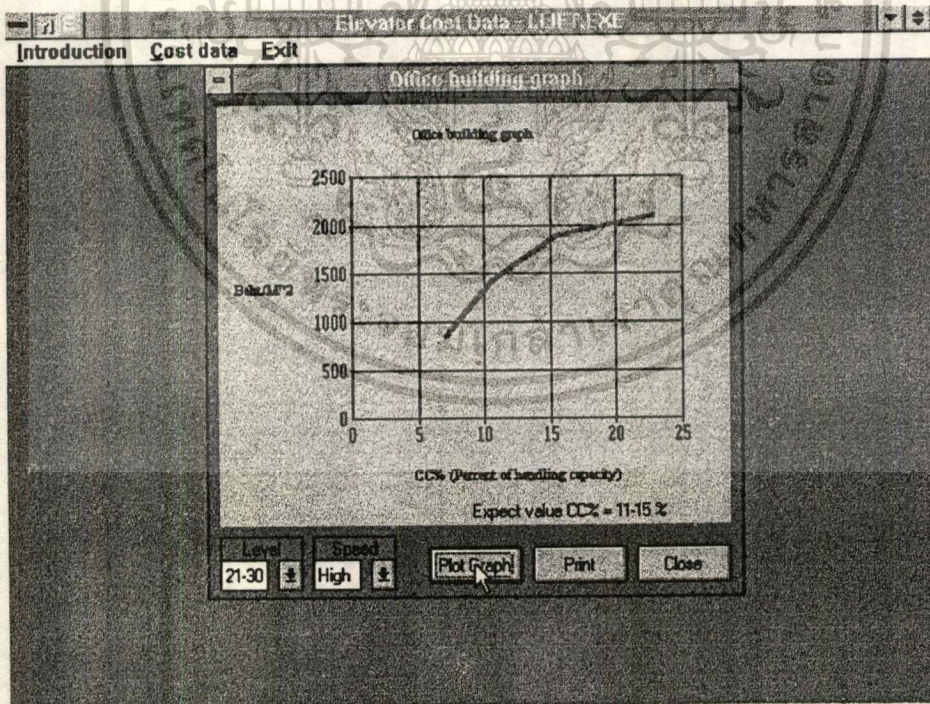 Elevator Cost Data - LIFT.EXE
Introduction Cost data Exit
Office building graph
Office building graph
2500
2000
1500
Baht/M^2
1000
500
0
0 5 10 15 20 25
CC% (Percent of handling capacity)
Expect value CC% = 11-15 %
Level Speed
21-30 High Plot Graph Print Close